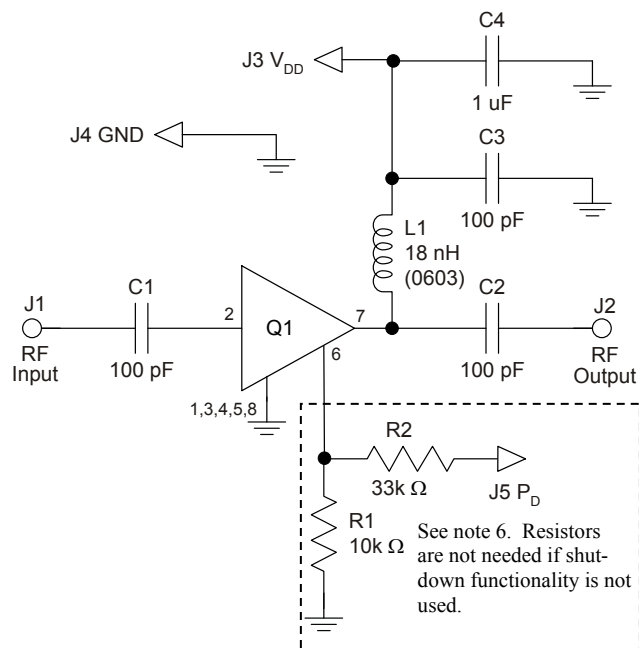 C4
J3 V_DD
1 uF
J4 GND
C3
100 pF
L1
18 nH
(0603)
C1
C2
J1
J2
2
Q1
7
6
RF
Input
100 pF
100 pF
RF
Output
1,3,4,5,8
R2
33k Ω
J5 P_D
R1
10k Ω
See note 6. Resistors
are not needed if shut-
down functionality is not
used.